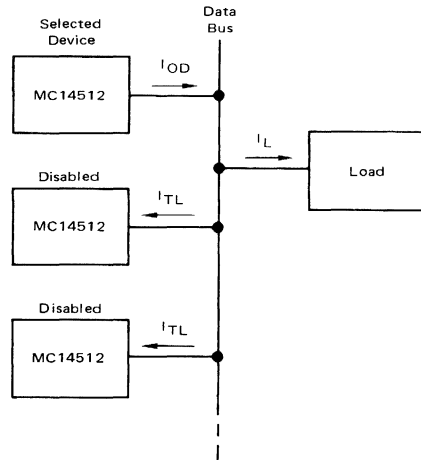 Selected
Device
Data
Bus
MC14512
IOD
IL
Load
Disabled
MC14512
ITL
Disabled
MC14512
ITL